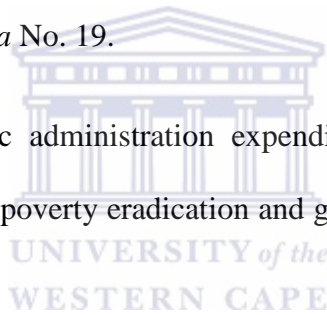 a No. 19.
c administration expendi
poverty eradication and g
UNIVERSITY of the
WESTERN CAPE